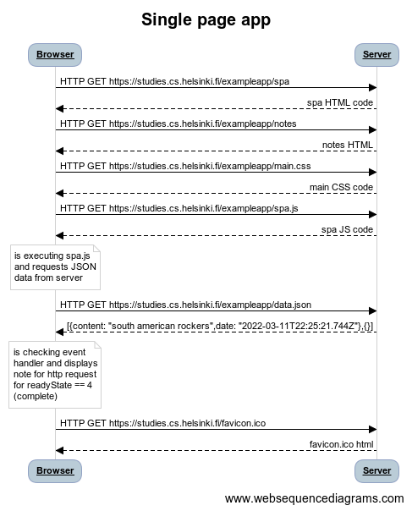 Single page app
Browser
Server
HTTP GET https://studies.cs.helsinki.fi/exampleapp/spa
spa HTML code
HTTP GET https://studies.cs.helsinki.fi/exampleapp/notes
notes HTML
HTTP GET https://studies.cs.helsinki.fi/exampleapp/main.css
main CSS code
HTTP GET https://studies.cs.helsinki.fi/exampleapp/spa.js
spa JS code
is executing spa.js
and requests JSON
data from server
HTTP GET https://studies.cs.helsinki.fi/exampleapp/data.json
[{content: "south american rockers",date: "2022-03-11T22:25:21.744Z"},{}]
is checking event
handler and displays
note for http request
for readyState == 4
(complete)
HTTP GET https://studies.cs.helsinki.fi/favicon.ico
favicon.ico html
Browser
Server
www.websequencediagrams.com